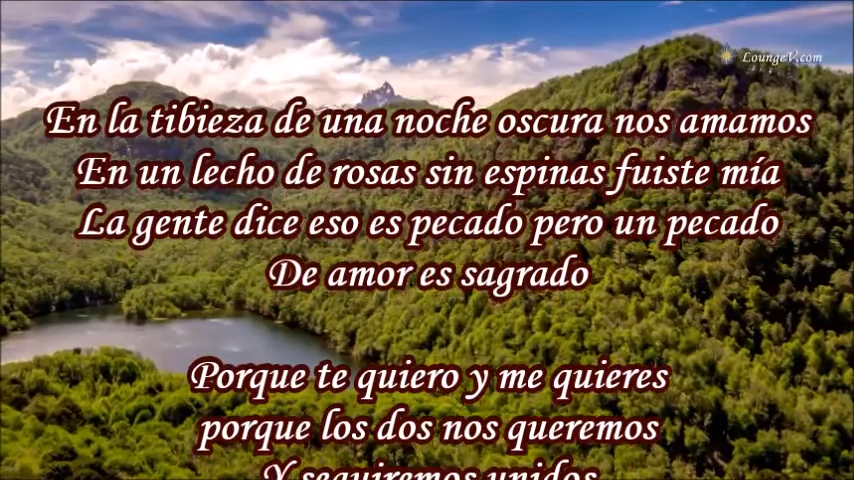 LoungeV.com
En la tibieza de una noche oscura nos amamos
En un lecho de rosas sin espinas fuiste mía
La gente dice eso es pecado pero un pecado
De amor es sagrado
Porque te quiero y me quieres
porque los dos nos queremos
Y seguiremos unidos